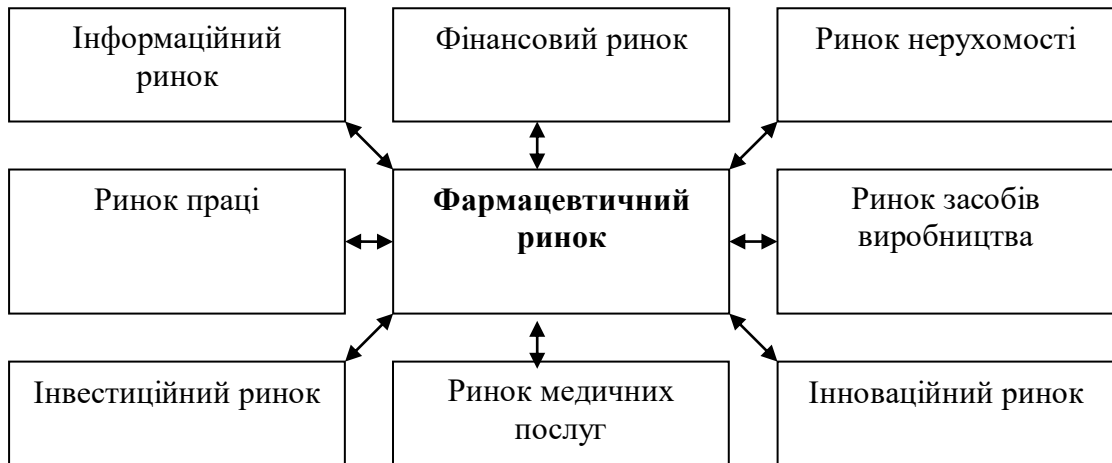 Інформаційний
ринок
Фінансовий ринок
Ринок нерухомості
Ринок праці
Фармацевтичний
ринок
Ринок засобів
виробництва
Інвестиційний ринок
Ринок медичних
послуг
Інноваційний ринок